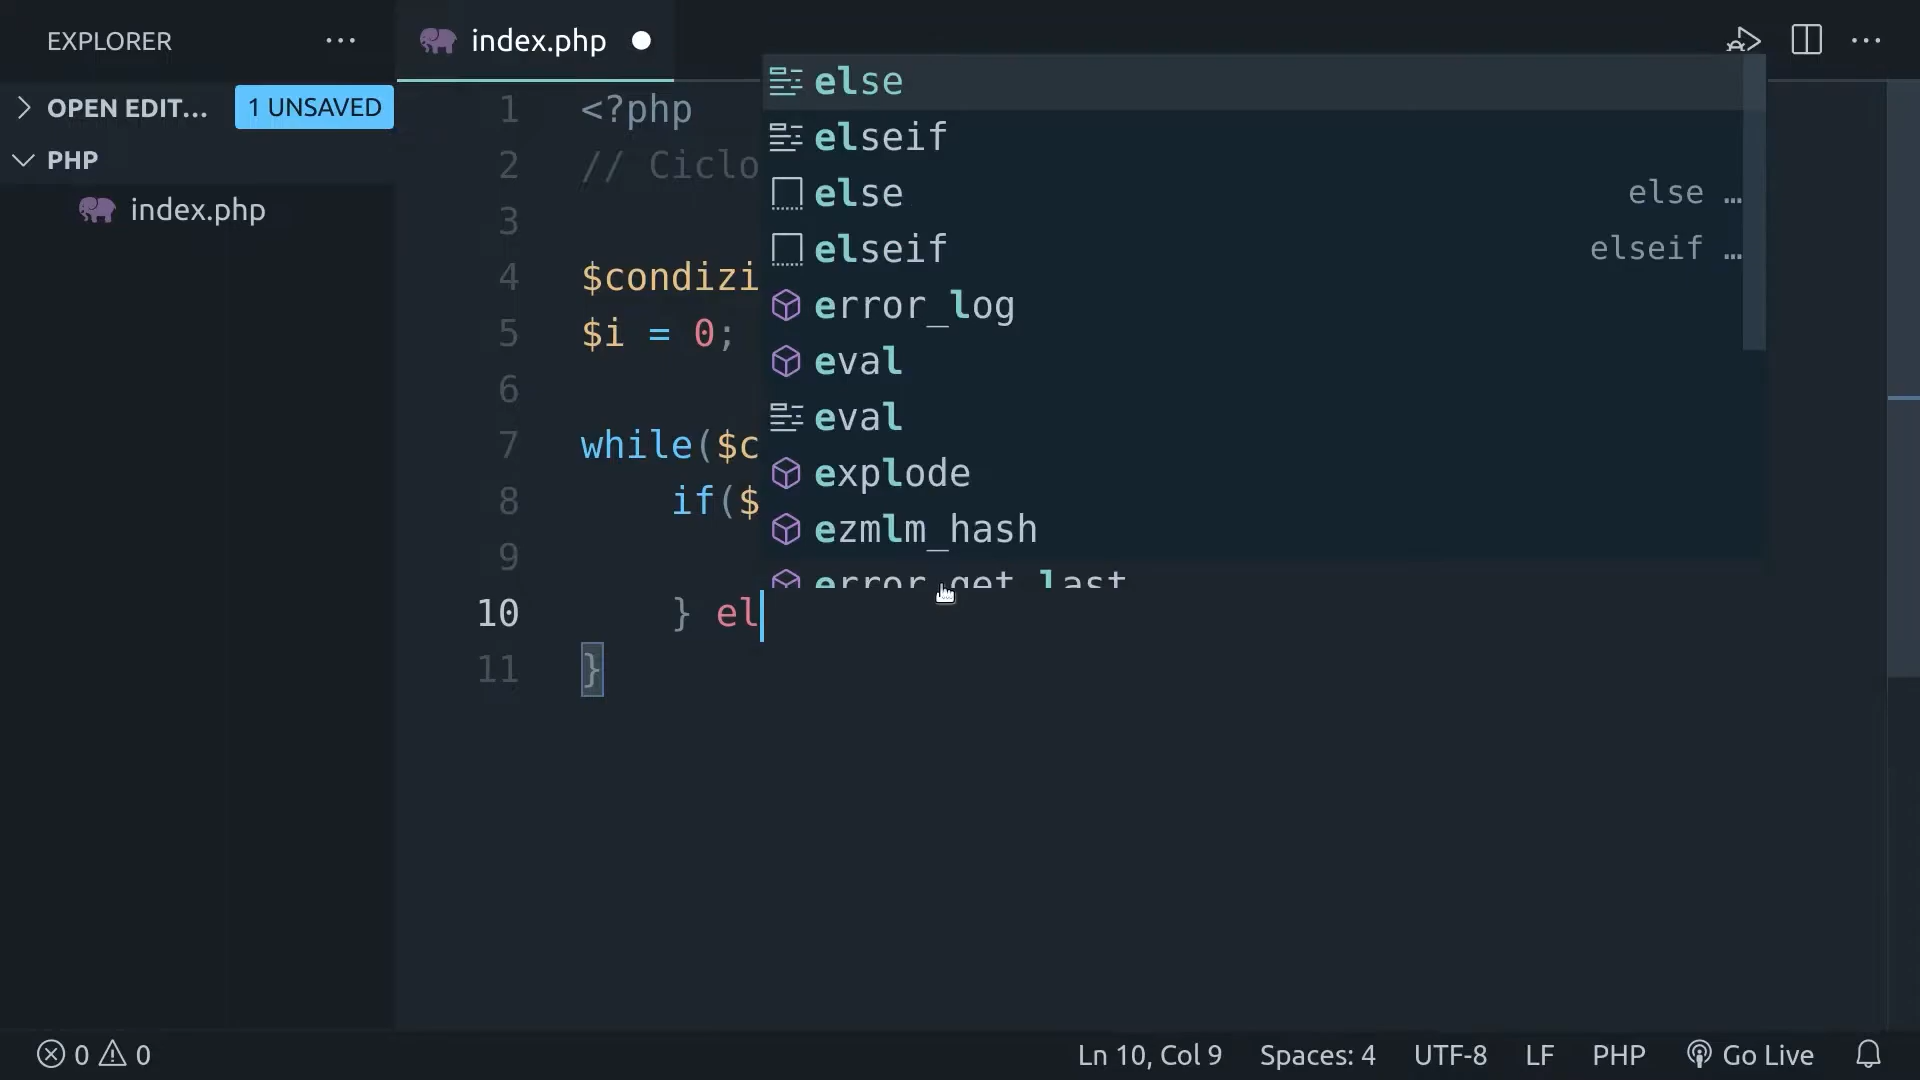 EXPLORER
index.php
OPEN EDIT...
1 UNSAVED
PHP
index.php
1 <?php
2 // Ciclo
3
4 $condizi
5 $i = 0;
6
7 while($c
8 if($
9
10 } el
11 }
else
elseif
else else ...
elseif elseif ...
error_log
eval
eval
explode
ezmlm_hash
error_get_last
0 0
Ln 10, Col 9
Spaces: 4
UTF-8
LF
PHP
Go Live